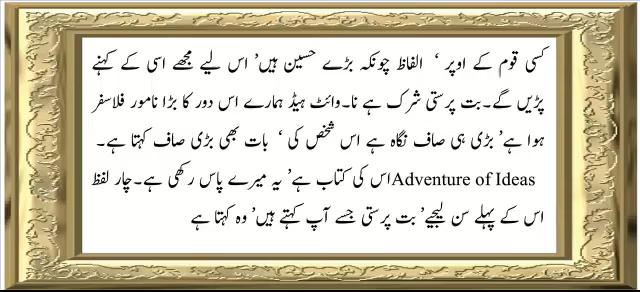 کسی قوم کے اوپر ‘ الفاظ چونکہ بڑے حسین ہیں’ اس لیے مجھے اسی کے کہنے
پڑیں گے۔بت پرستی شرک ہے نا۔وائٹ ہیڈ ہمارے اس دور کا بڑا نامور فلاسفر
ہوا ہے’ بڑی ہی صاف نگاہ ہے اس شخص کی ‘ بات بھی بڑی صاف کہتا ہے۔
Adventure of Ideasاس کی کتاب ہے’ یہ میرے پاس رکھی ہے۔چار لفظ
اس کے پہلے سن لیجیے’ بت پرستی جسے آپ کہتے ہیں’ وہ کہتا ہے